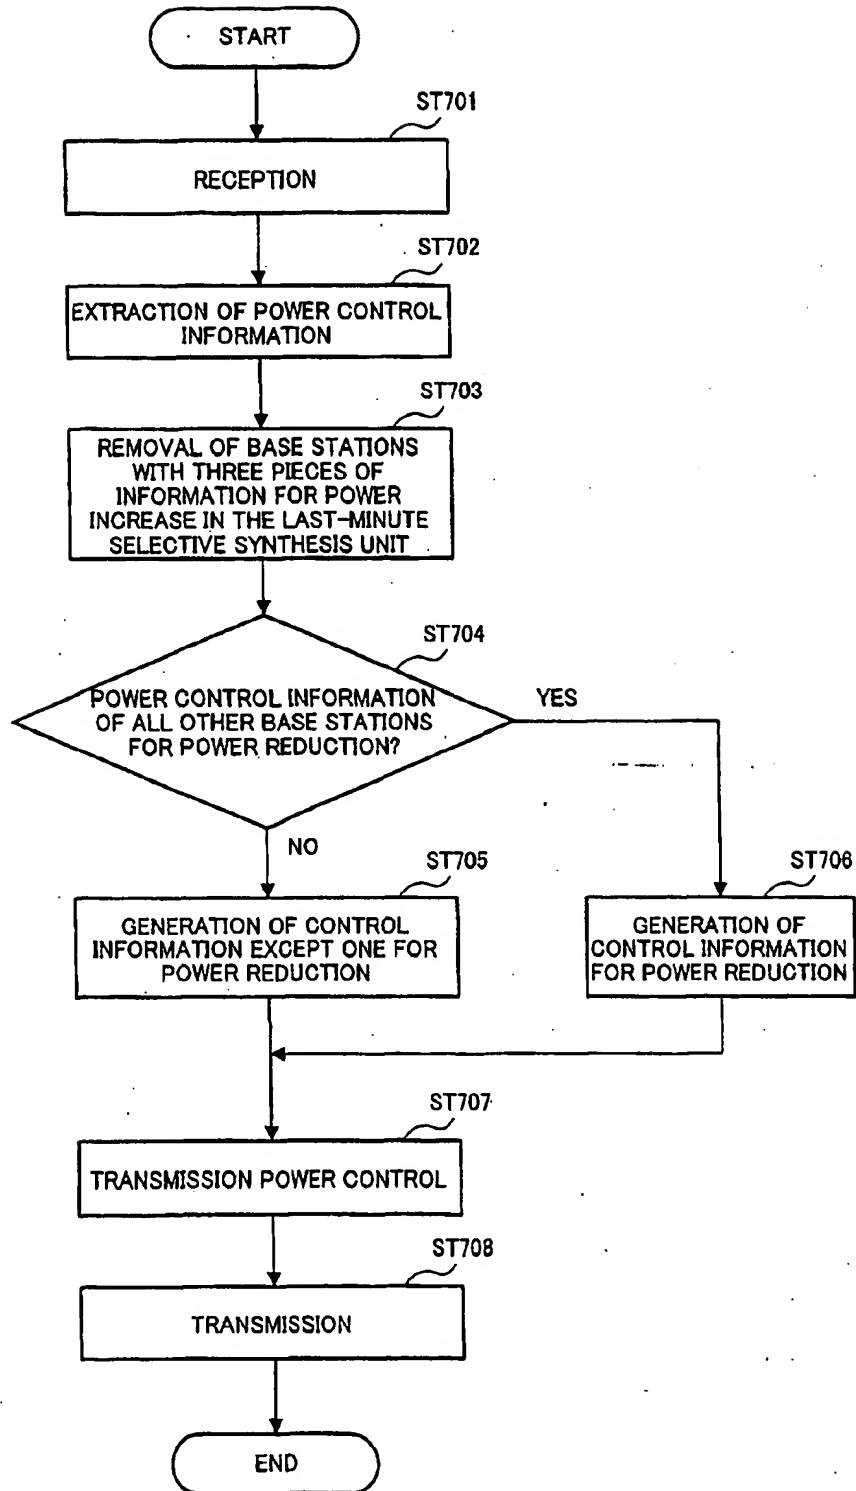 START
ST701
RECEPTION
ST702
EXTRACTION OF POWER CONTROL
INFORMATION
ST703
REMOVAL OF BASE STATIONS
WITH THREE PIECES OF
INFORMATION FOR POWER
INCREASE IN THE LAST-MINUTE
SELECTIVE SYNTHESIS UNIT
ST704
POWER CONTROL INFORMATION
OF ALL OTHER BASE STATIONS
FOR POWER REDUCTION?
YES
NO
ST705
GENERATION OF CONTROL
INFORMATION EXCEPT ONE FOR
POWER REDUCTION
ST706
GENERATION OF
CONTROL INFORMATION
FOR POWER REDUCTION
ST707
TRANSMISSION POWER CONTROL
ST708
TRANSMISSION
END